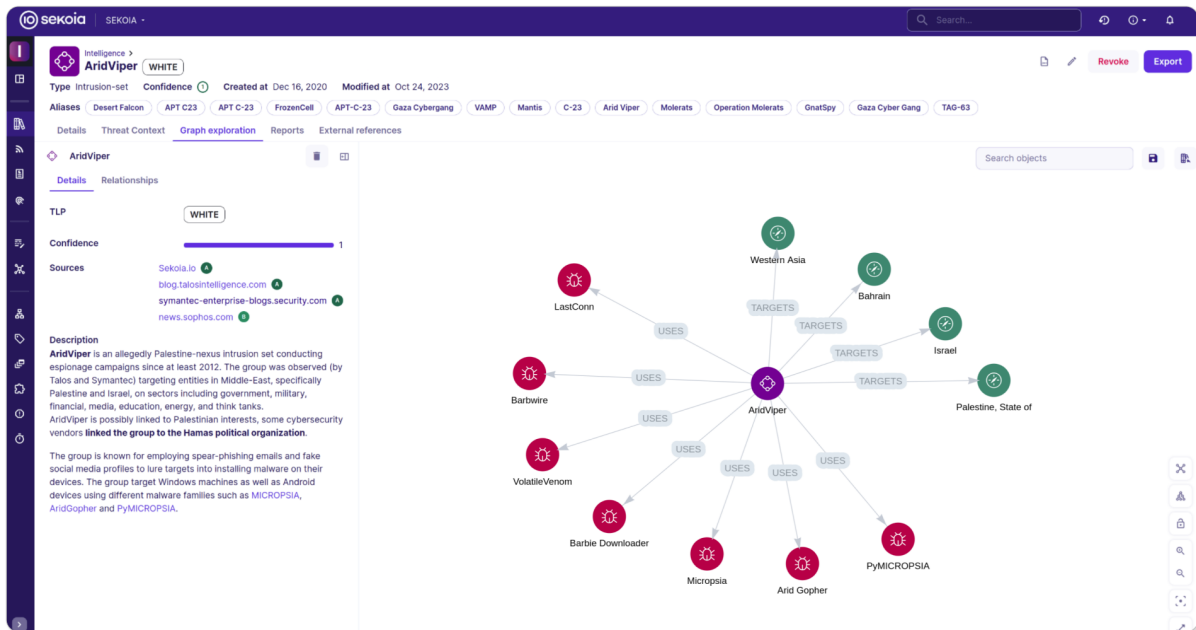 sekoia
SEKOIA
Search...
Intelligence >
AridViper WHITE
Revoke
Export
Type Intrusion-set Confidence 1 Created at Dec 16, 2020 Modified at Oct 24, 2023
Aliases Desert Falcon APT C23 APT C-23 FrozenCell APT-C-23 Gaza Cybergang VAMP Mantis C-23 Arid Viper Molerats Operation Molerats GnatSpy Gaza Cyber Gang TAG-63
Details Threat Context Graph exploration Reports External references
AridViper
Search objects
Details Relationships
TLP WHITE
Confidence 1
Sources Sekoia.io A
blog.talosintelligence.com A
symantec-enterprise-blogs.security.com A
news.sophos.com B
Description
AridViper is an allegedly Palestine-nexus intrusion set conducting
espionage campaigns since at least 2012. The group was observed (by
Talos and Symantec) targeting entities in Middle-East, specifically
Palestine and Israel, on sectors including government, military,
financial, media, education, energy, and think tanks.
AridViper is possibly linked to Palestinian interests, some cybersecurity
vendors linked the group to the Hamas political organization.
The group is known for employing spear-phishing emails and fake
social media profiles to lure targets into installing malware on their
devices. The group target Windows machines as well as Android
devices using different malware families such as MICROPSIA,
AridGopher and PyMICROPSIA.
Western Asia
Bahrain
LastConn
TARGETS
TARGETS
USES
Israel
TARGETS
USES
TARGETS
Barbwire
AridViper
Palestine, State of
USES
USES
USES
USES
USES
VolatileVenom
Barbie Downloader
PyMICROPSIA
Micropsia
Arid Gopher